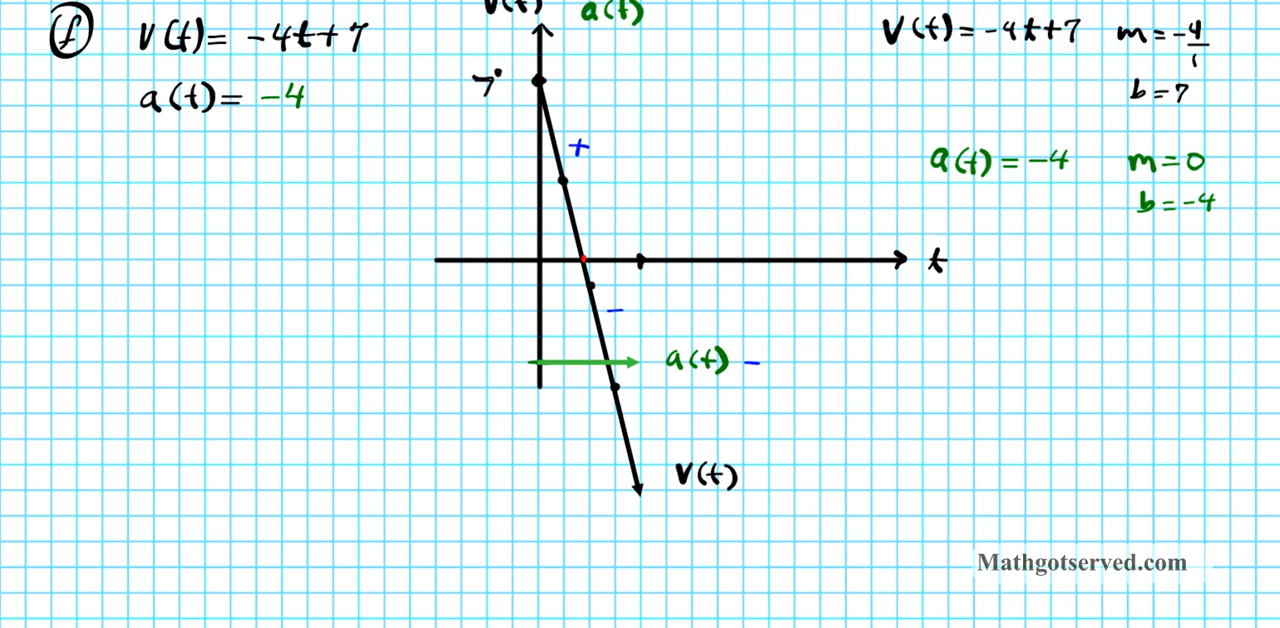 f v(t) = -4t+7
a(t) = -4
v(t) a(t)
7
+
t
-
a(t) -
v(t)
v(t) = -4t+7 m = -4/1
b = 7
a(t) = -4 m = 0
b = -4
Mathgotserved.com